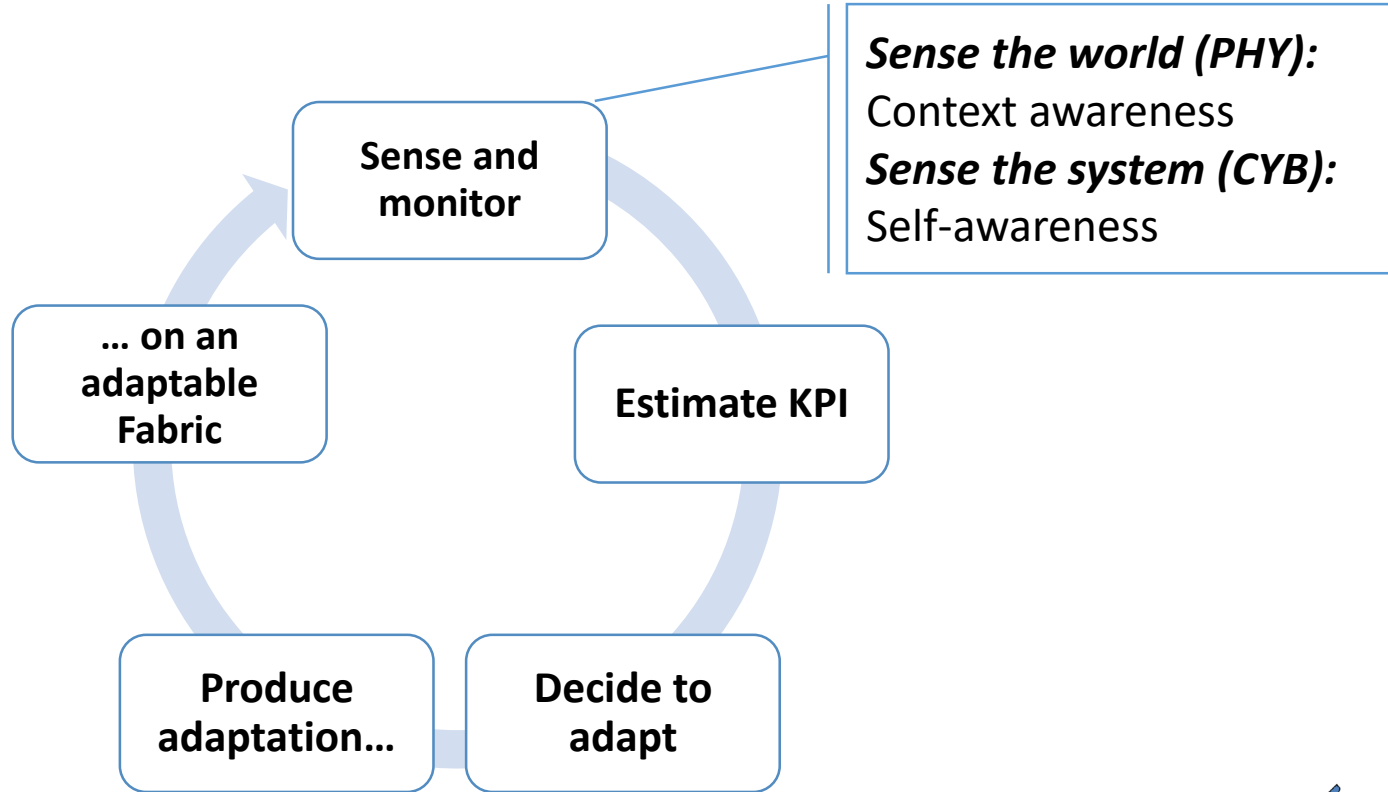 Sense the world (PHY):
Context awareness
Sense the system (CYB):
Self-awareness
Sense and
monitor
Estimate KPI
Decide to
adapt
Produce
adaptation…
… on an
adaptable
Fabric